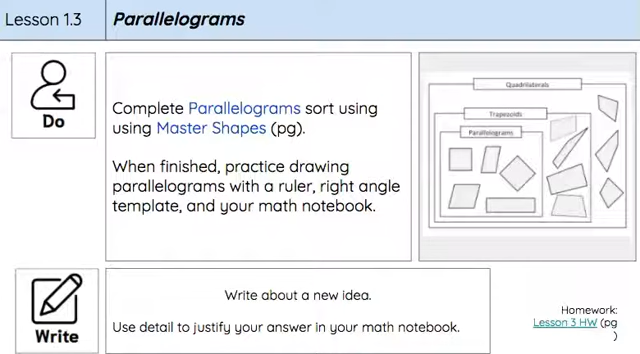 Lesson 1.3
Parallelograms
Do
Complete Parallelograms sort using
using Master Shapes (pg).
When finished, practice drawing
parallelograms with a ruler, right angle
template, and your math notebook.
Quadrilaterals
Trapezoids
Parallelograms
Write
Write about a new idea.
Use detail to justify your answer in your math notebook.
Homework:
Lesson 3 HW (pg
)